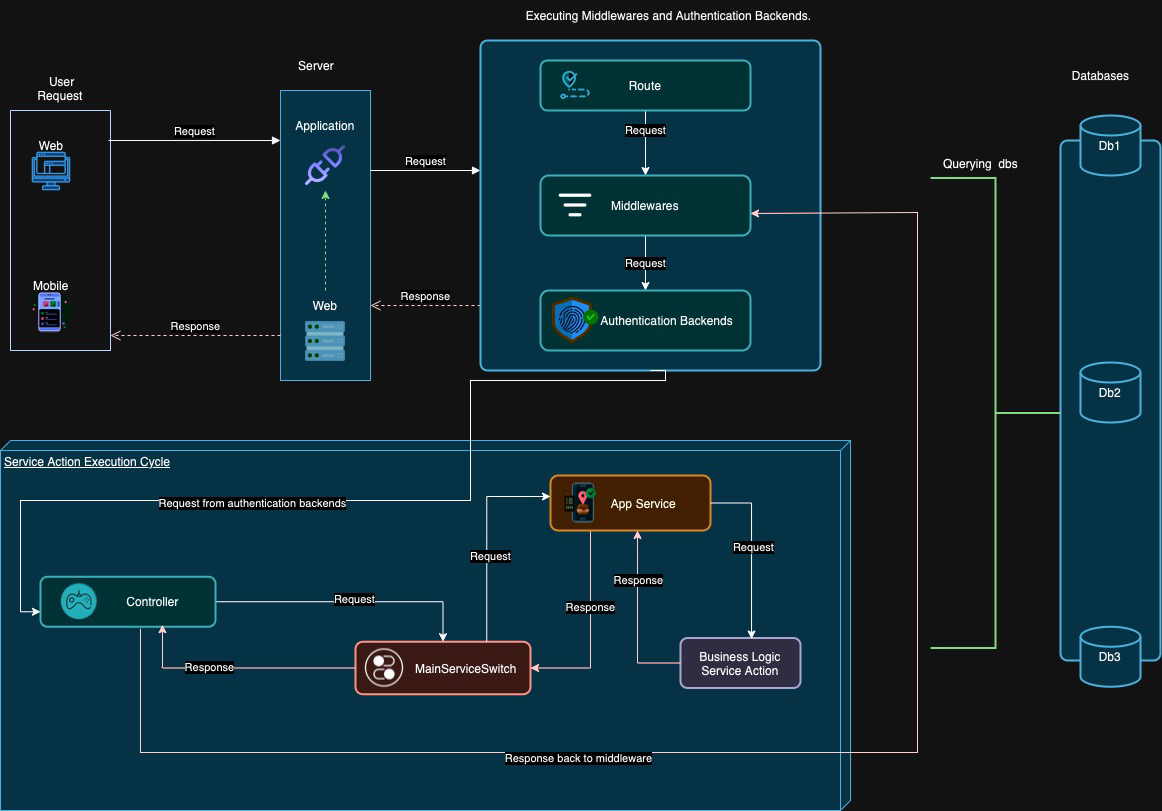 Executing Middlewares and Authentication Backends.
Server
User
Request
Databases
Application
Route
Web
Request
Request
Request
Db1
Querying  dbs
Middlewares
Request
Mobile
Response
Web
Authentication Backends
Response
Db2
Service Action Execution Cycle
Request from authentication backends
App Service
Request
Request
Response
Controller
Request
Response
Response
MainServiceSwitch
Business Logic
Service Action
Db3
Response back to middleware